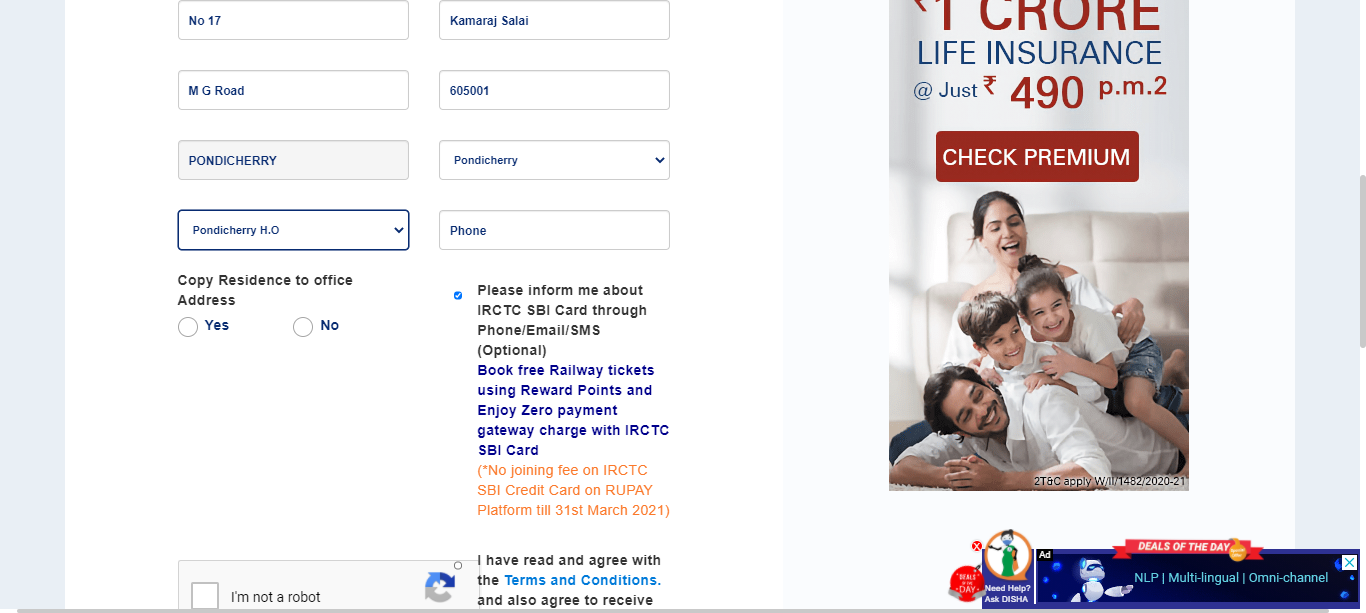 No 17
Kamaraj Salai
M G Road
605001
PONDICHERRY
Pondicherry
Pondicherry H.O
Phone
Copy Residence to office
Address
Yes
No
Please inform me about
IRCTC SBI Card through
Phone/Email/SMS
(Optional)
Book free Railway tickets
using Reward Points and
Enjoy Zero payment
gateway charge with IRCTC
SBI Card
(*No joining fee on IRCTC
SBI Credit Card on RUPAY
Platform till 31st March 2021)
I have read and agree with
the Terms and Conditions.
and also agree to receive
I'm not a robot
₹1 CRORE
LIFE INSURANCE
@ Just ₹ 490 p.m.2
CHECK PREMIUM
2T&C apply W/II/1482/2020-21
DEALS OF THE DAY
Need Help?
Ask DISHA
Ad
DEALS OF THE DAY
NLP | Multi-lingual | Omni-channel